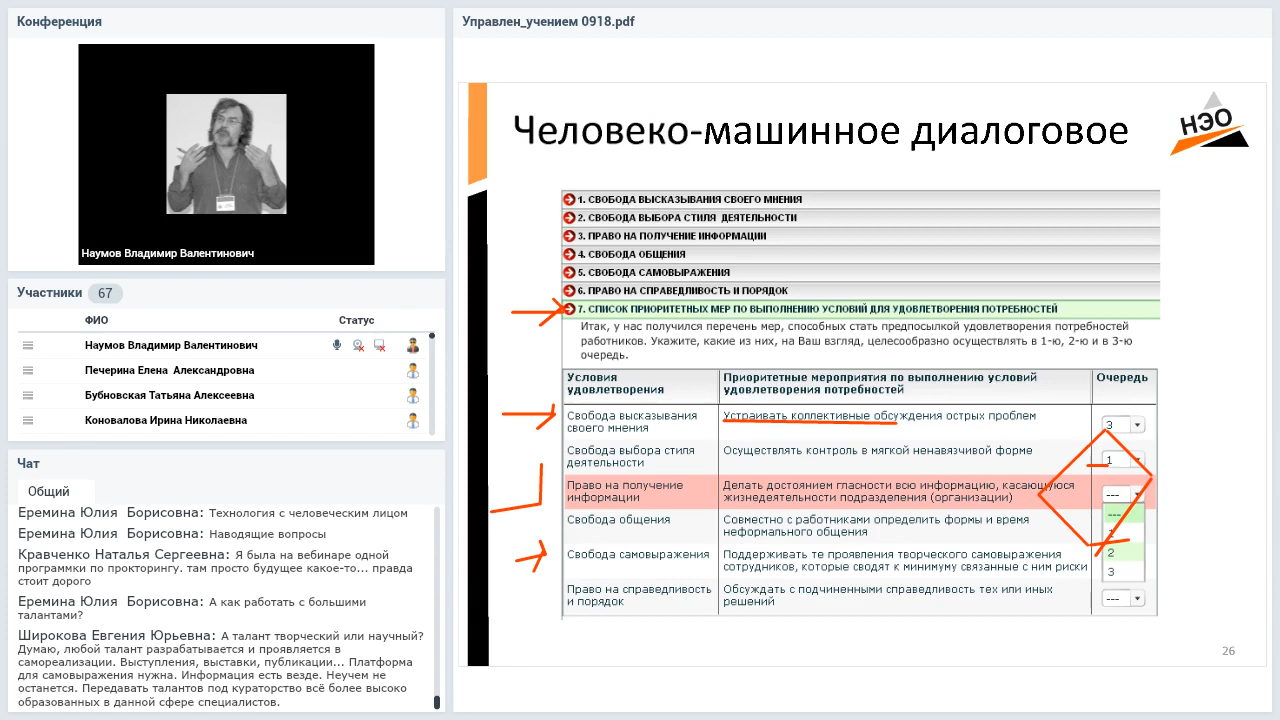 Конференция
Наумов Владимир Валентинович
Участники 67
ФИО Статус
Наумов Владимир Валентинович
Печерина Елена Александровна
Бубновская Татьяна Алексеевна
Коновалова Ирина Николаевна
Чат
Общий
Еремина Юлия Борисовна: Технология с человеческим лицом
Еремина Юлия Борисовна: Наводящие вопросы
Кравченко Наталья Сергеевна: Я была на вебинаре одной
программки по прокторингу. там просто будущее какое-то... правда
стоит дорого
Еремина Юлия Борисовна: А как работать с большими
талантами?
Широкова Евгения Юрьевна: А талант творческий или научный?
Думаю, любой талант разрабатывается и проявляется в
самореализации. Выступления, выставки, публикации... Платформа
для самовыражения нужна. Информация есть везде. Неучем не
останется. Передавать талантов под кураторство всё более высоко
образованных в данной сфере специалистов.
Управлен_учением 0918.pdf
Человеко-машинное диалоговое
НЭО
1. СВОБОДА ВЫСКАЗЫВАНИЯ СВОЕГО МНЕНИЯ
2. СВОБОДА ВЫБОРА СТИЛЯ ДЕЯТЕЛЬНОСТИ
3. ПРАВО НА ПОЛУЧЕНИЕ ИНФОРМАЦИИ
4. СВОБОДА ОБЩЕНИЯ
5. СВОБОДА САМОВЫРАЖЕНИЯ
6. ПРАВО НА СПРАВЕДЛИВОСТЬ И ПОРЯДОК
7. СПИСОК ПРИОРИТЕТНЫХ МЕР ПО ВЫПОЛНЕНИЮ УСЛОВИЙ ДЛЯ УДОВЛЕТВОРЕНИЯ ПОТРЕБНОСТЕЙ
Итак, у нас получился перечень мер, способных стать предпосылкой удовлетворения потребностей
работников. Укажите, какие из них, на Ваш взгляд, целесообразно осуществлять в 1-ю, 2-ю и в 3-ю
очередь.
Условия
удовлетворения
Приоритетные мероприятия по выполнению условий
удовлетворения потребностей
Очередь
Свобода высказывания
своего мнения
Устраивать коллективные обсуждения острых проблем
3
Свобода выбора стиля
деятельности
Осуществлять контроль в мягкой ненавязчивой форме
1
Право на получение
информации
Делать достоянием гласности всю информацию, касающуюся
жизнедеятельности подразделения (организации)
---
---
1
2
3
Свобода общения
Совместно с работниками определить формы и время
неформального общения
Свобода самовыражения
Поддерживать те проявления творческого самовыражения
сотрудников, которые сводят к минимуму связанные с ним риски
Право на справедливость
и порядок
Обсуждать с подчиненными справедливость тех или иных
решений
---
26